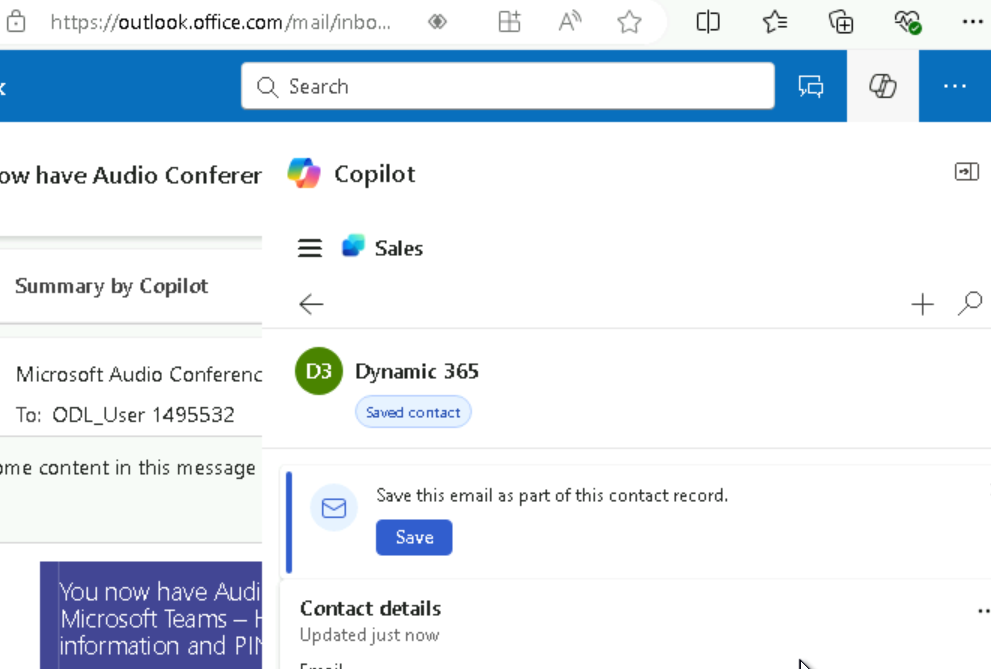 https://outlook.office.com/mail/inbo...
Search
ow have Audio Conferen
Copilot
Sales
Summary by Copilot
D3 Dynamic 365
Saved contact
Microsoft Audio Conferenc
To: ODL_User 1495532
ome content in this message
Save this email as part of this contact record.
Save
You now have Audi
Microsoft Teams – H
information and PIN
Contact details
Updated just now
Email